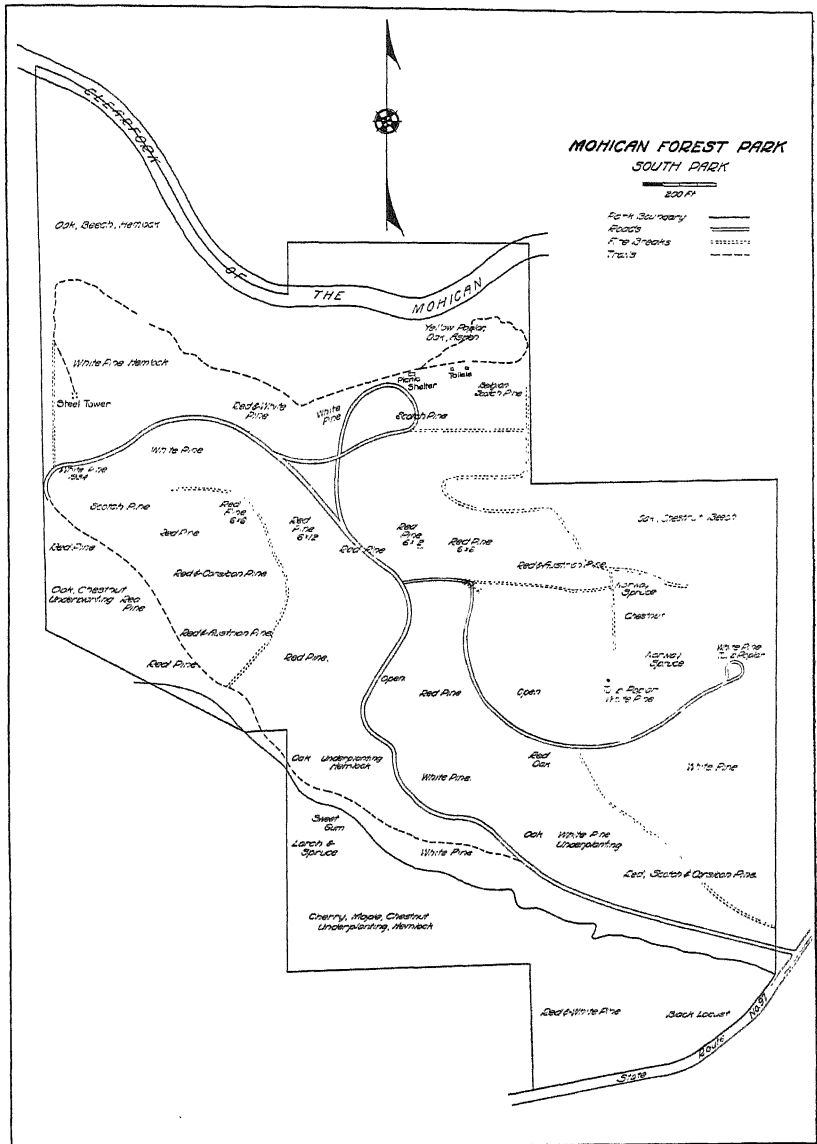 CLEARFORK
OF
THE
MOHICAN
MOHICAN FOREST PARK
SOUTH PARK
200 Ft
Park Boundary
Roads
Fire Breaks
Trails
Oak, Beech, Hemlock
Yellow Poplar,
Oak, Aspen
White Pine Hemlock
Picnic
Shelter
Toilets
Belgian
Scotch Pine
Steel Tower
Red & White
Pine
White
Pine
Scotch Pine
White Pine
White Pine
1934
Scotch Pine
Red
Pine
6x6
Red
Pine
6x12
Red Pine
Red
Pine
Red Pine
Red
Pine
6x6
Oak, Chestnut Beech
Red Pine
Red & Corsican Pine
Red & Austrian Pine
Norway
Spruce
Chestnut
Oak, Chestnut
Underplanting Red
Pine
Red & Austrian Pine
Red Pine
Red Pine.
Open
Red Pine
Open
Norway
Spruce
White Pine
Tulip Poplar
Tulip Poplar
White Pine
Oak Underplanting
Hemlock
White Pine.
Red
Oak
White Pine
Sweet
Gum
Larch &
Spruce
White Pine
Oak White Pine
Underplanting
Red, Scotch & Corsican Pine.
Cherry, Maple, Chestnut
Underplanting, Hemlock
Red & White Pine
Black Locust
State
Route
No. 97